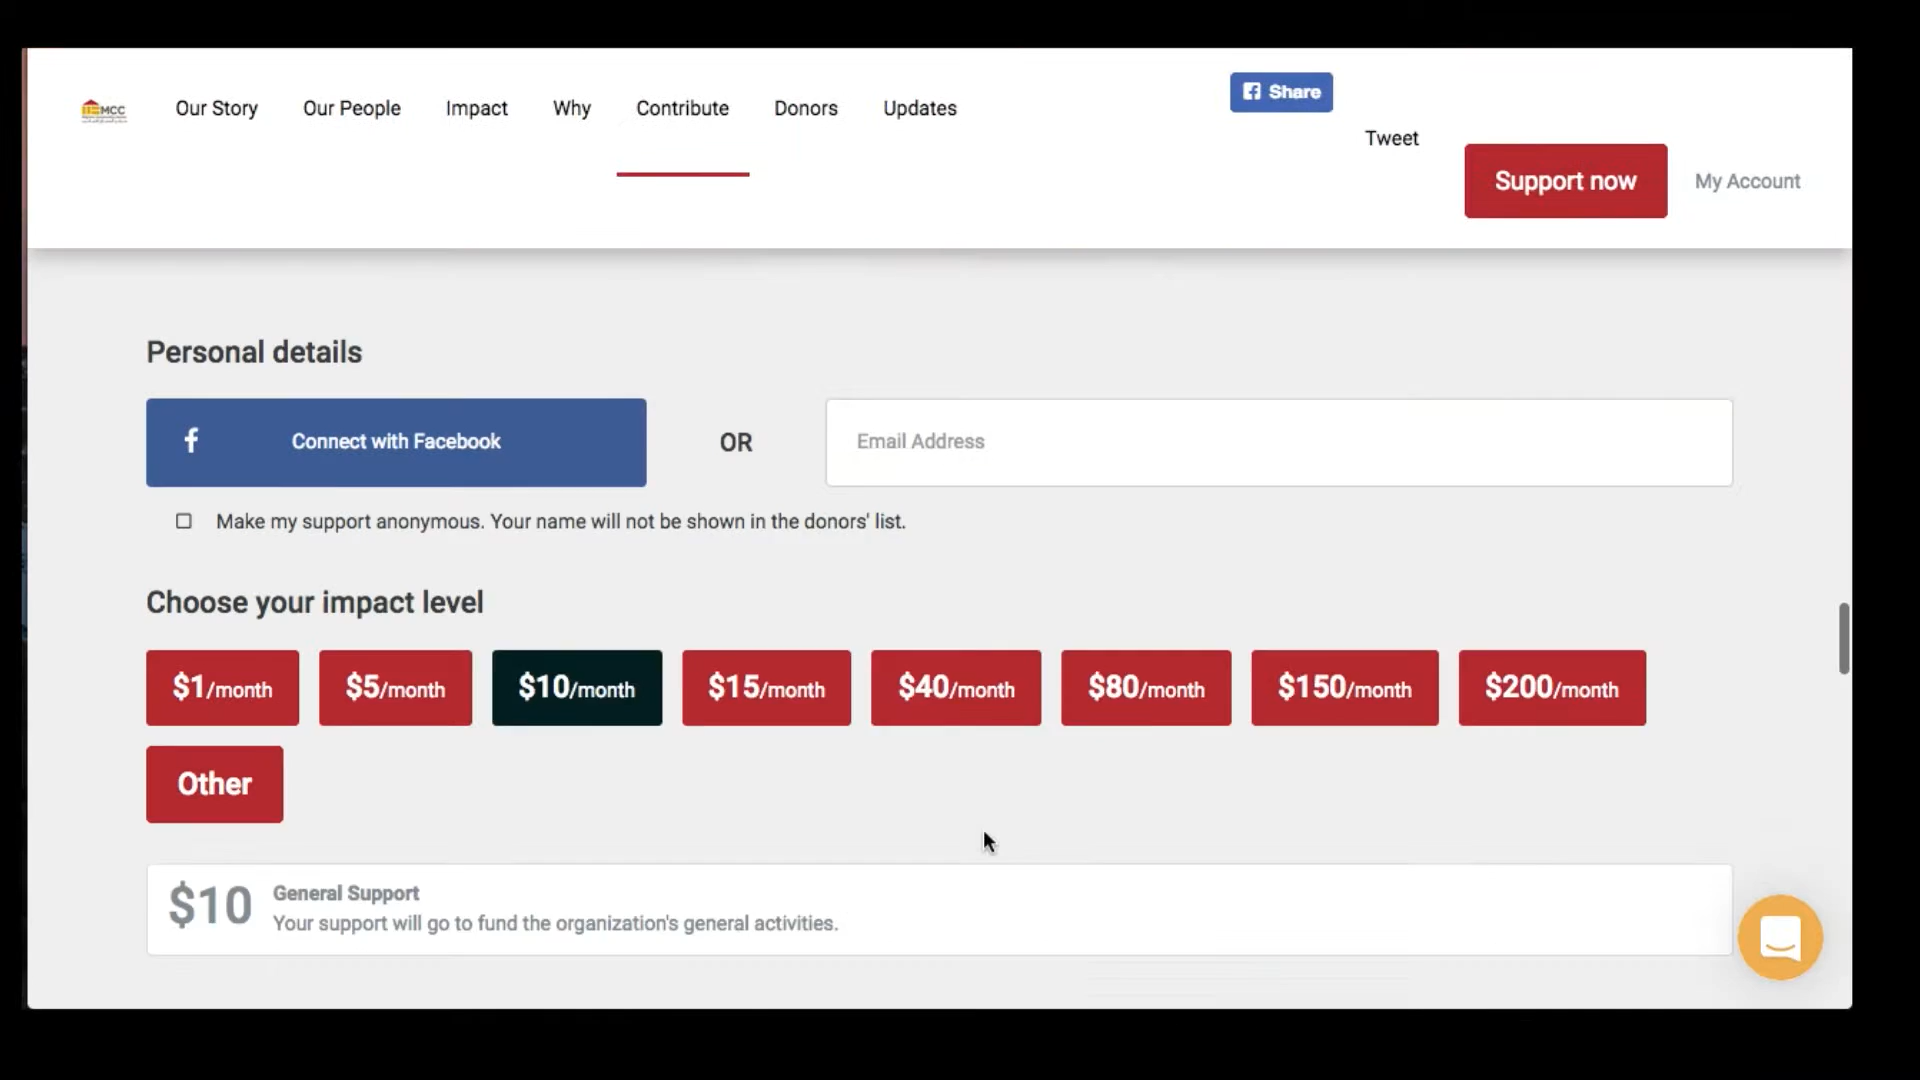 MCC
Our Story
Our People
Impact
Why
Contribute
Donors
Updates
Share
Tweet
Support now
My Account
Personal details
Connect with Facebook
OR
Email Address
Make my support anonymous. Your name will not be shown in the donors' list.
Choose your impact level
$1/month
$5/month
$10/month
$15/month
$40/month
$80/month
$150/month
$200/month
Other
$10
General Support
Your support will go to fund the organization's general activities.